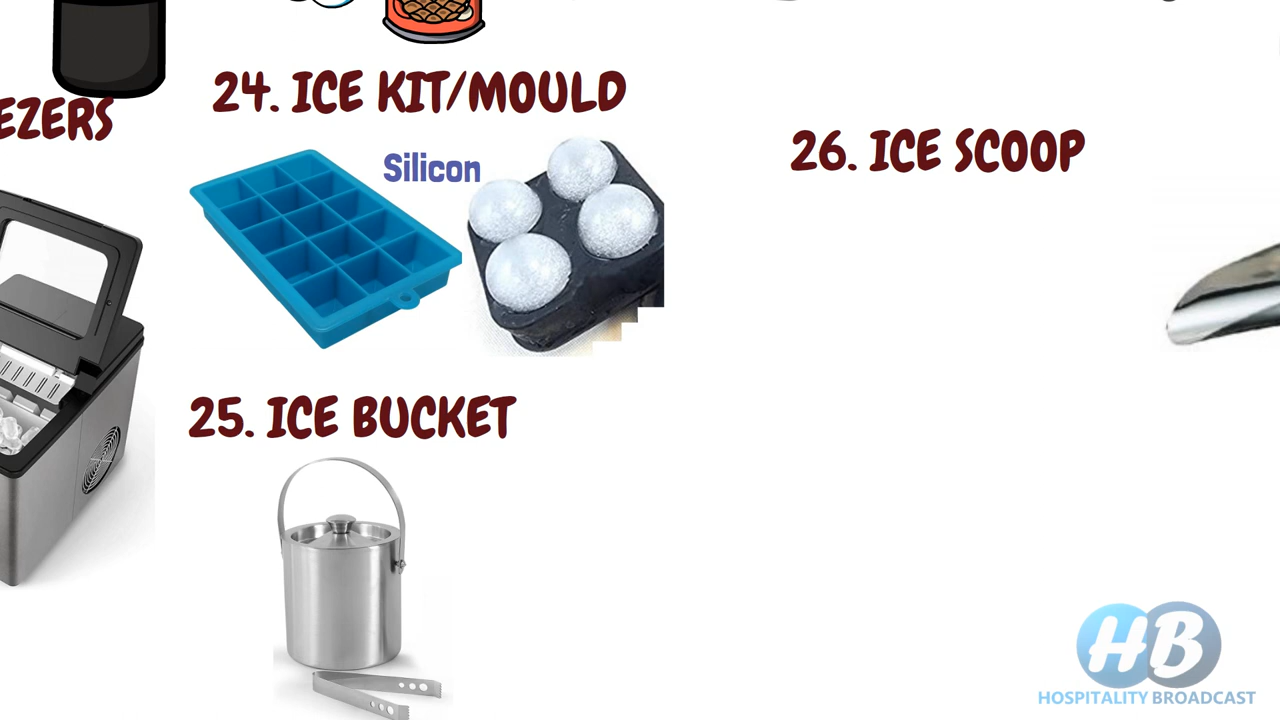 EZERS
24. ICE KIT/MOULD
Silicon
25. ICE BUCKET
26. ICE SCOOP
HB
HOSPITALITY BROADCAST